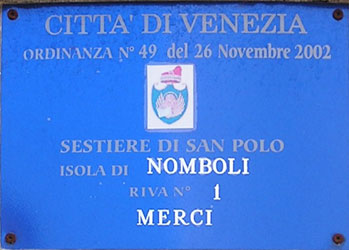 CITTA' DI VENEZIA
ORDINANZA N° 49 del 26 Novembre 2002
SESTIERE DI SAN POLO
ISOLA DI NOMBOLI
RIVA N° 1
MERCI